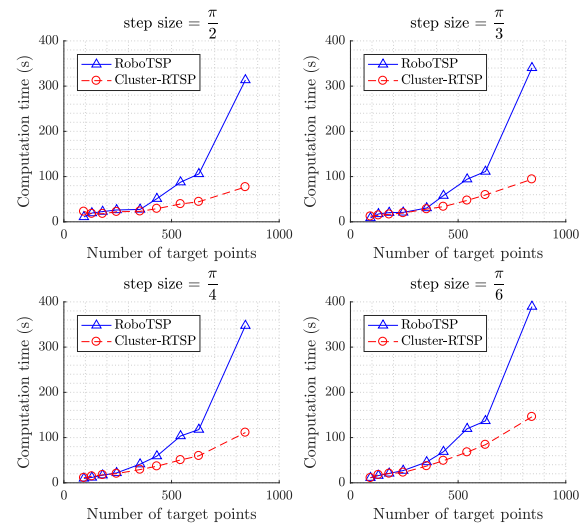 step size = π/2
400
300
200
100
0
Computation time (s)
RoboTSP
Cluster-RTSP
0
500
1000
Number of target points
step size = π/3
400
300
200
100
0
Computation time (s)
RoboTSP
Cluster-RTSP
0
500
1000
Number of target points
step size = π/4
400
300
200
100
0
Computation time (s)
RoboTSP
Cluster-RTSP
0
500
1000
Number of target points
step size = π/6
400
300
200
100
0
Computation time (s)
RoboTSP
Cluster-RTSP
0
500
1000
Number of target points